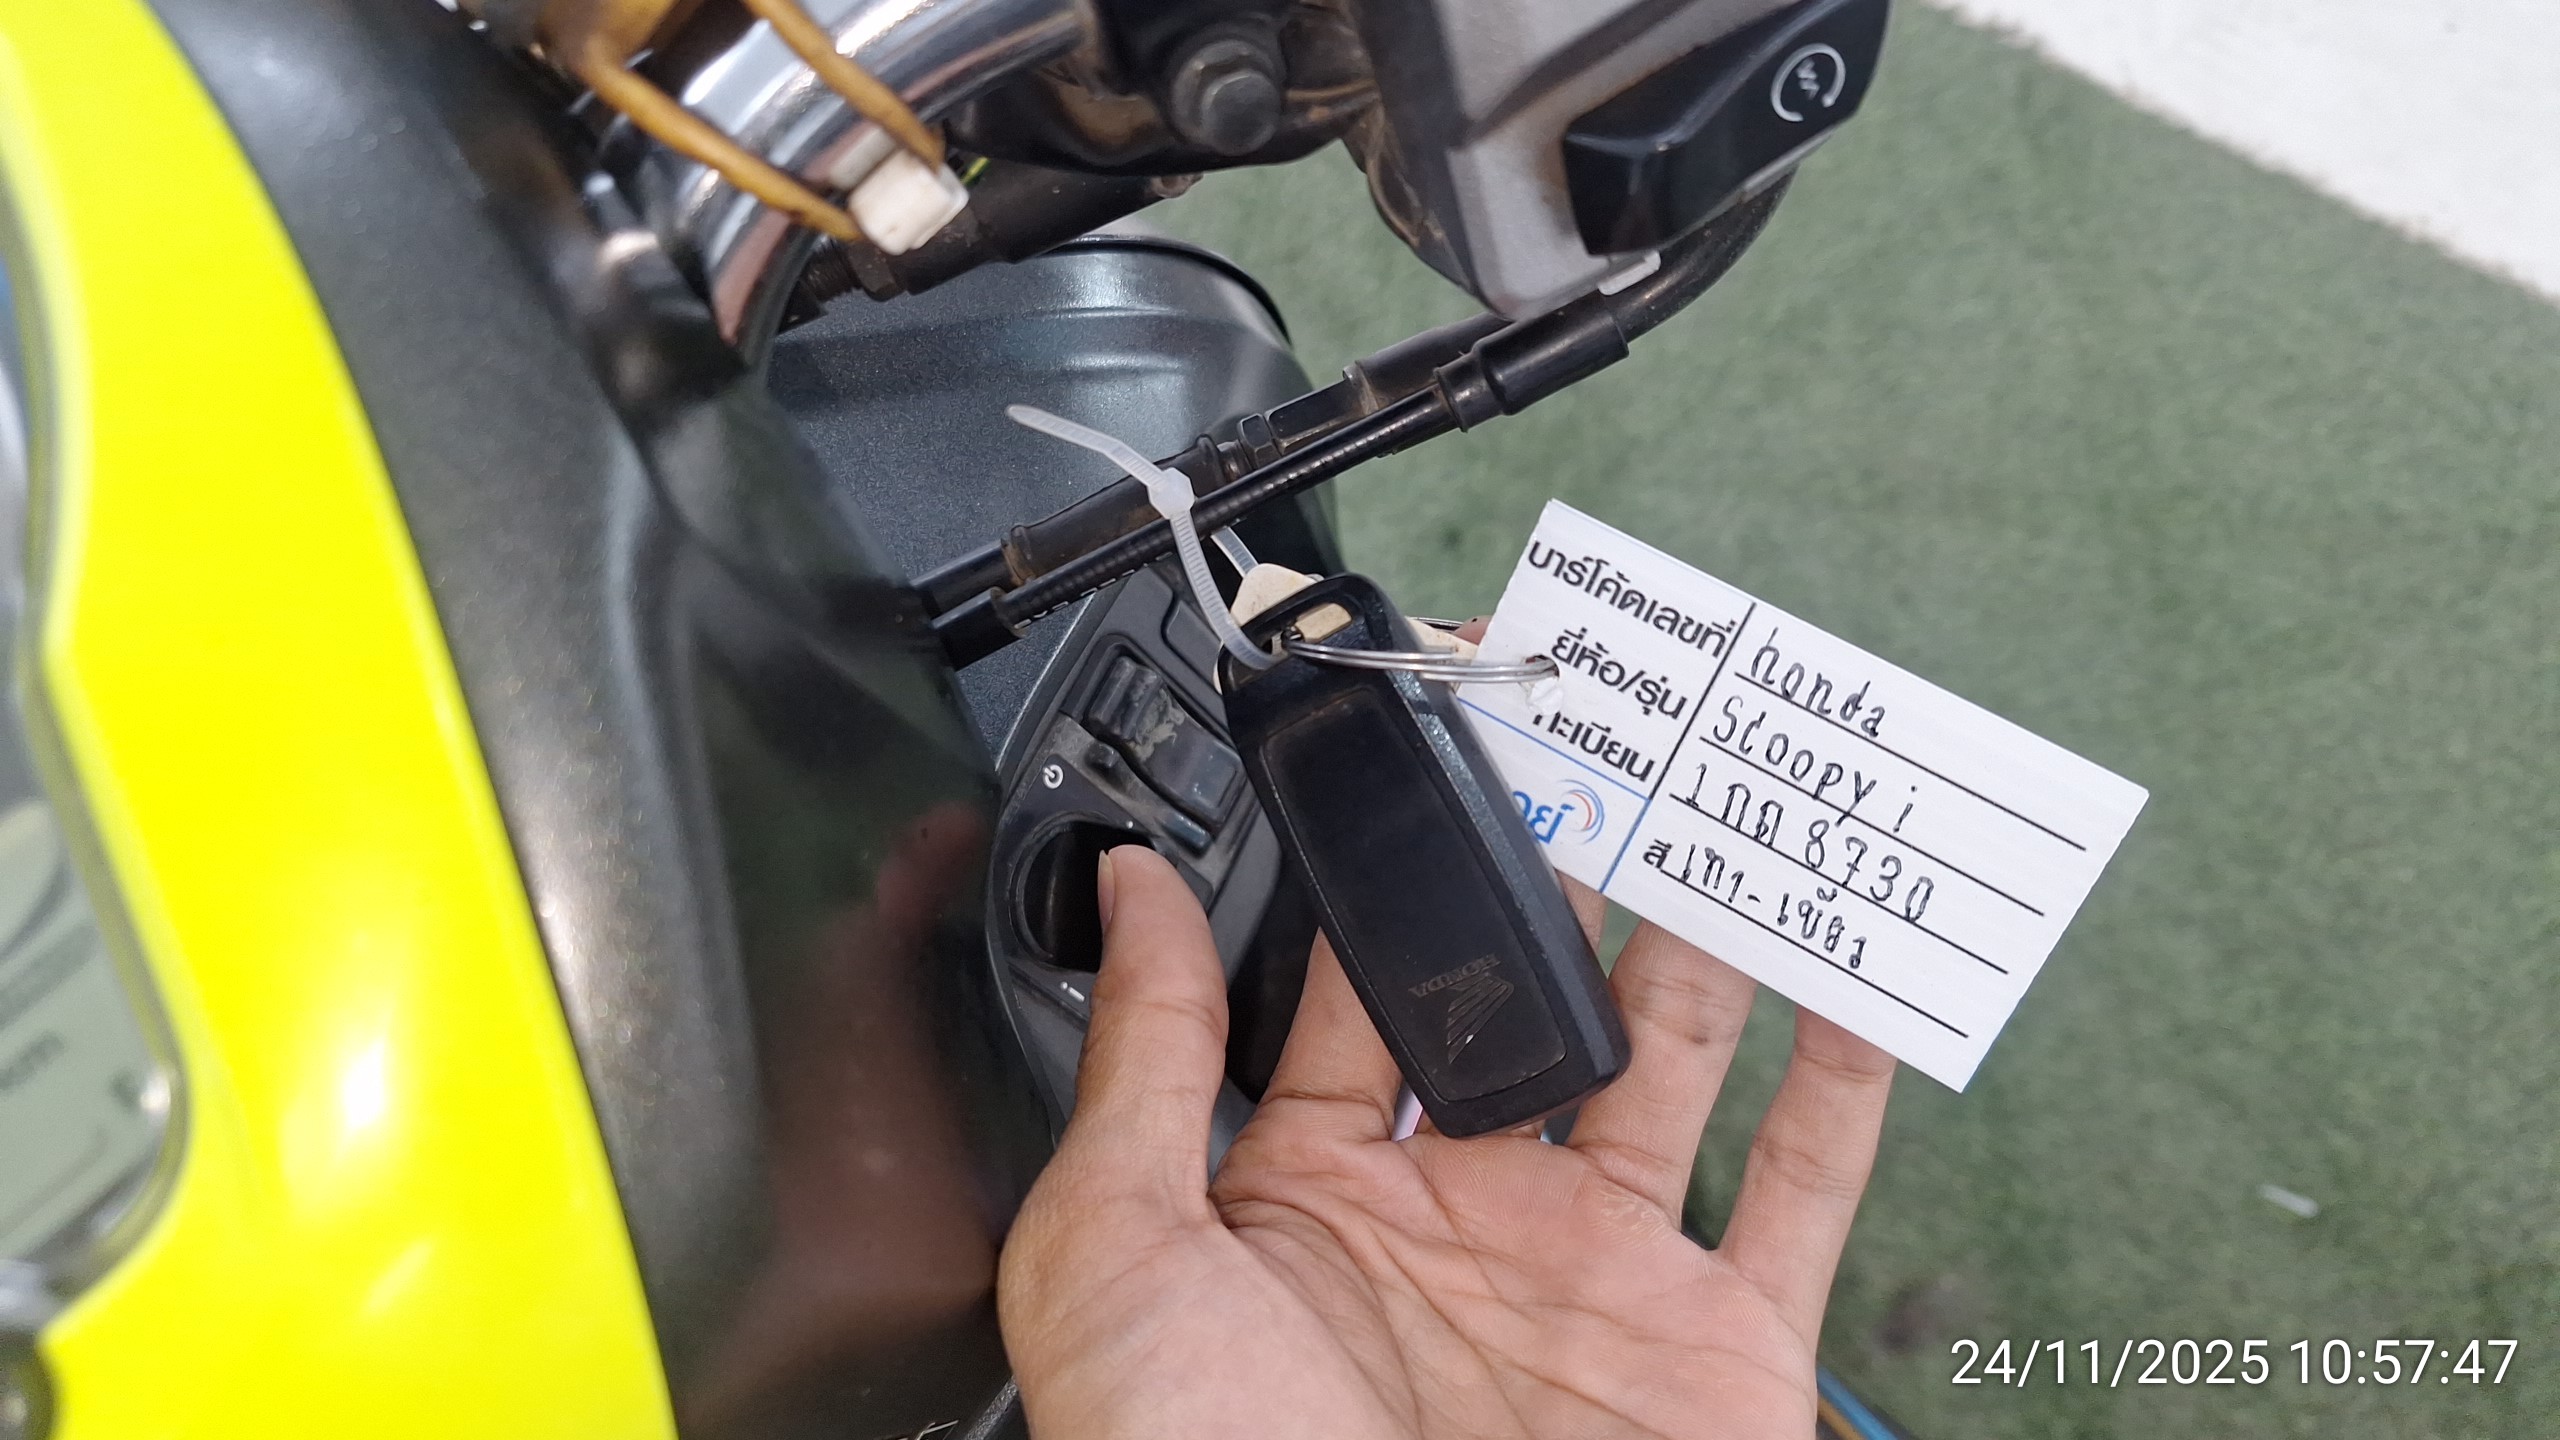 บาร์โค้ดเลขที่
ยี่ห้อ/รุ่น honda
ทะเบียน Scoopy i
1 กด 8730
สี เทา-เขียว
HONDA
24/11/2025 10:57:47